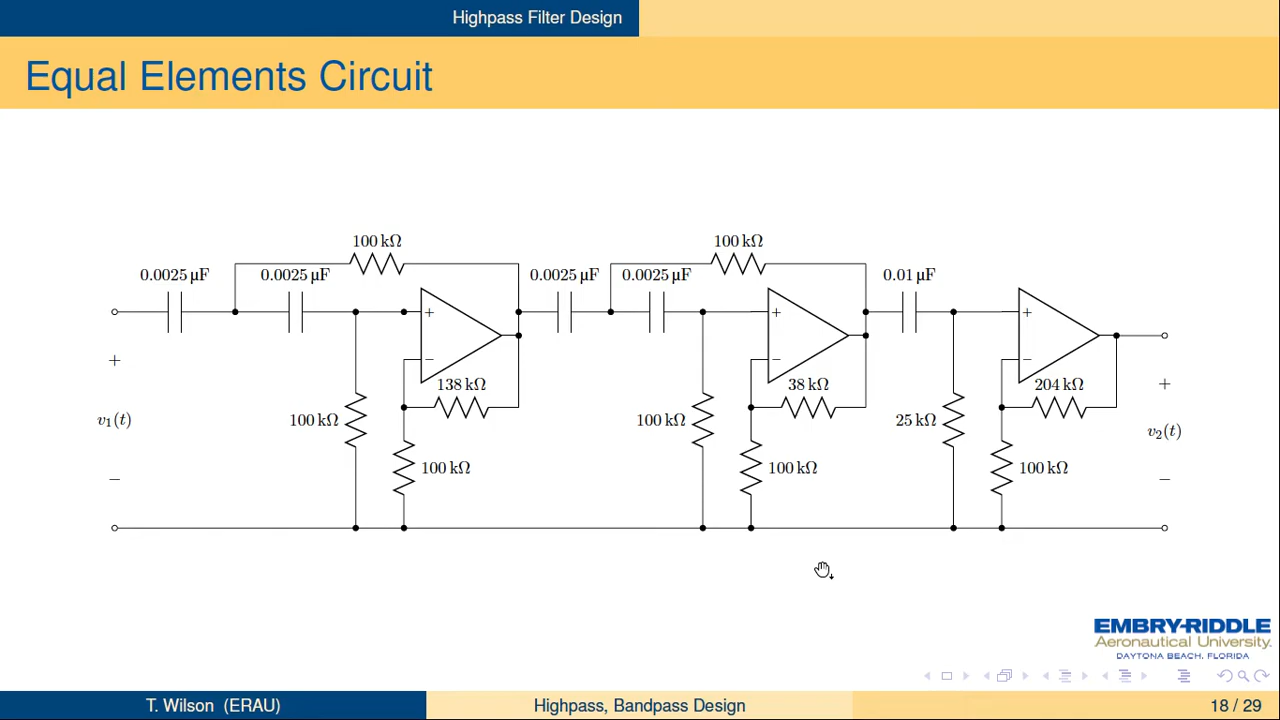 Highpass Filter Design
Equal Elements Circuit
100 kΩ
100 kΩ
0.0025 µF
0.0025 µF
0.0025 µF
0.0025 µF
0.01 µF
+
+
+
−
−
−
+
138 kΩ
38 kΩ
204 kΩ
+
v1(t)
100 kΩ
100 kΩ
25 kΩ
v2(t)
100 kΩ
100 kΩ
100 kΩ
−
−
EMBRY-RIDDLE
Aeronautical University.
DAYTONA BEACH, FLORIDA
T. Wilson (ERAU)
Highpass, Bandpass Design
18 / 29